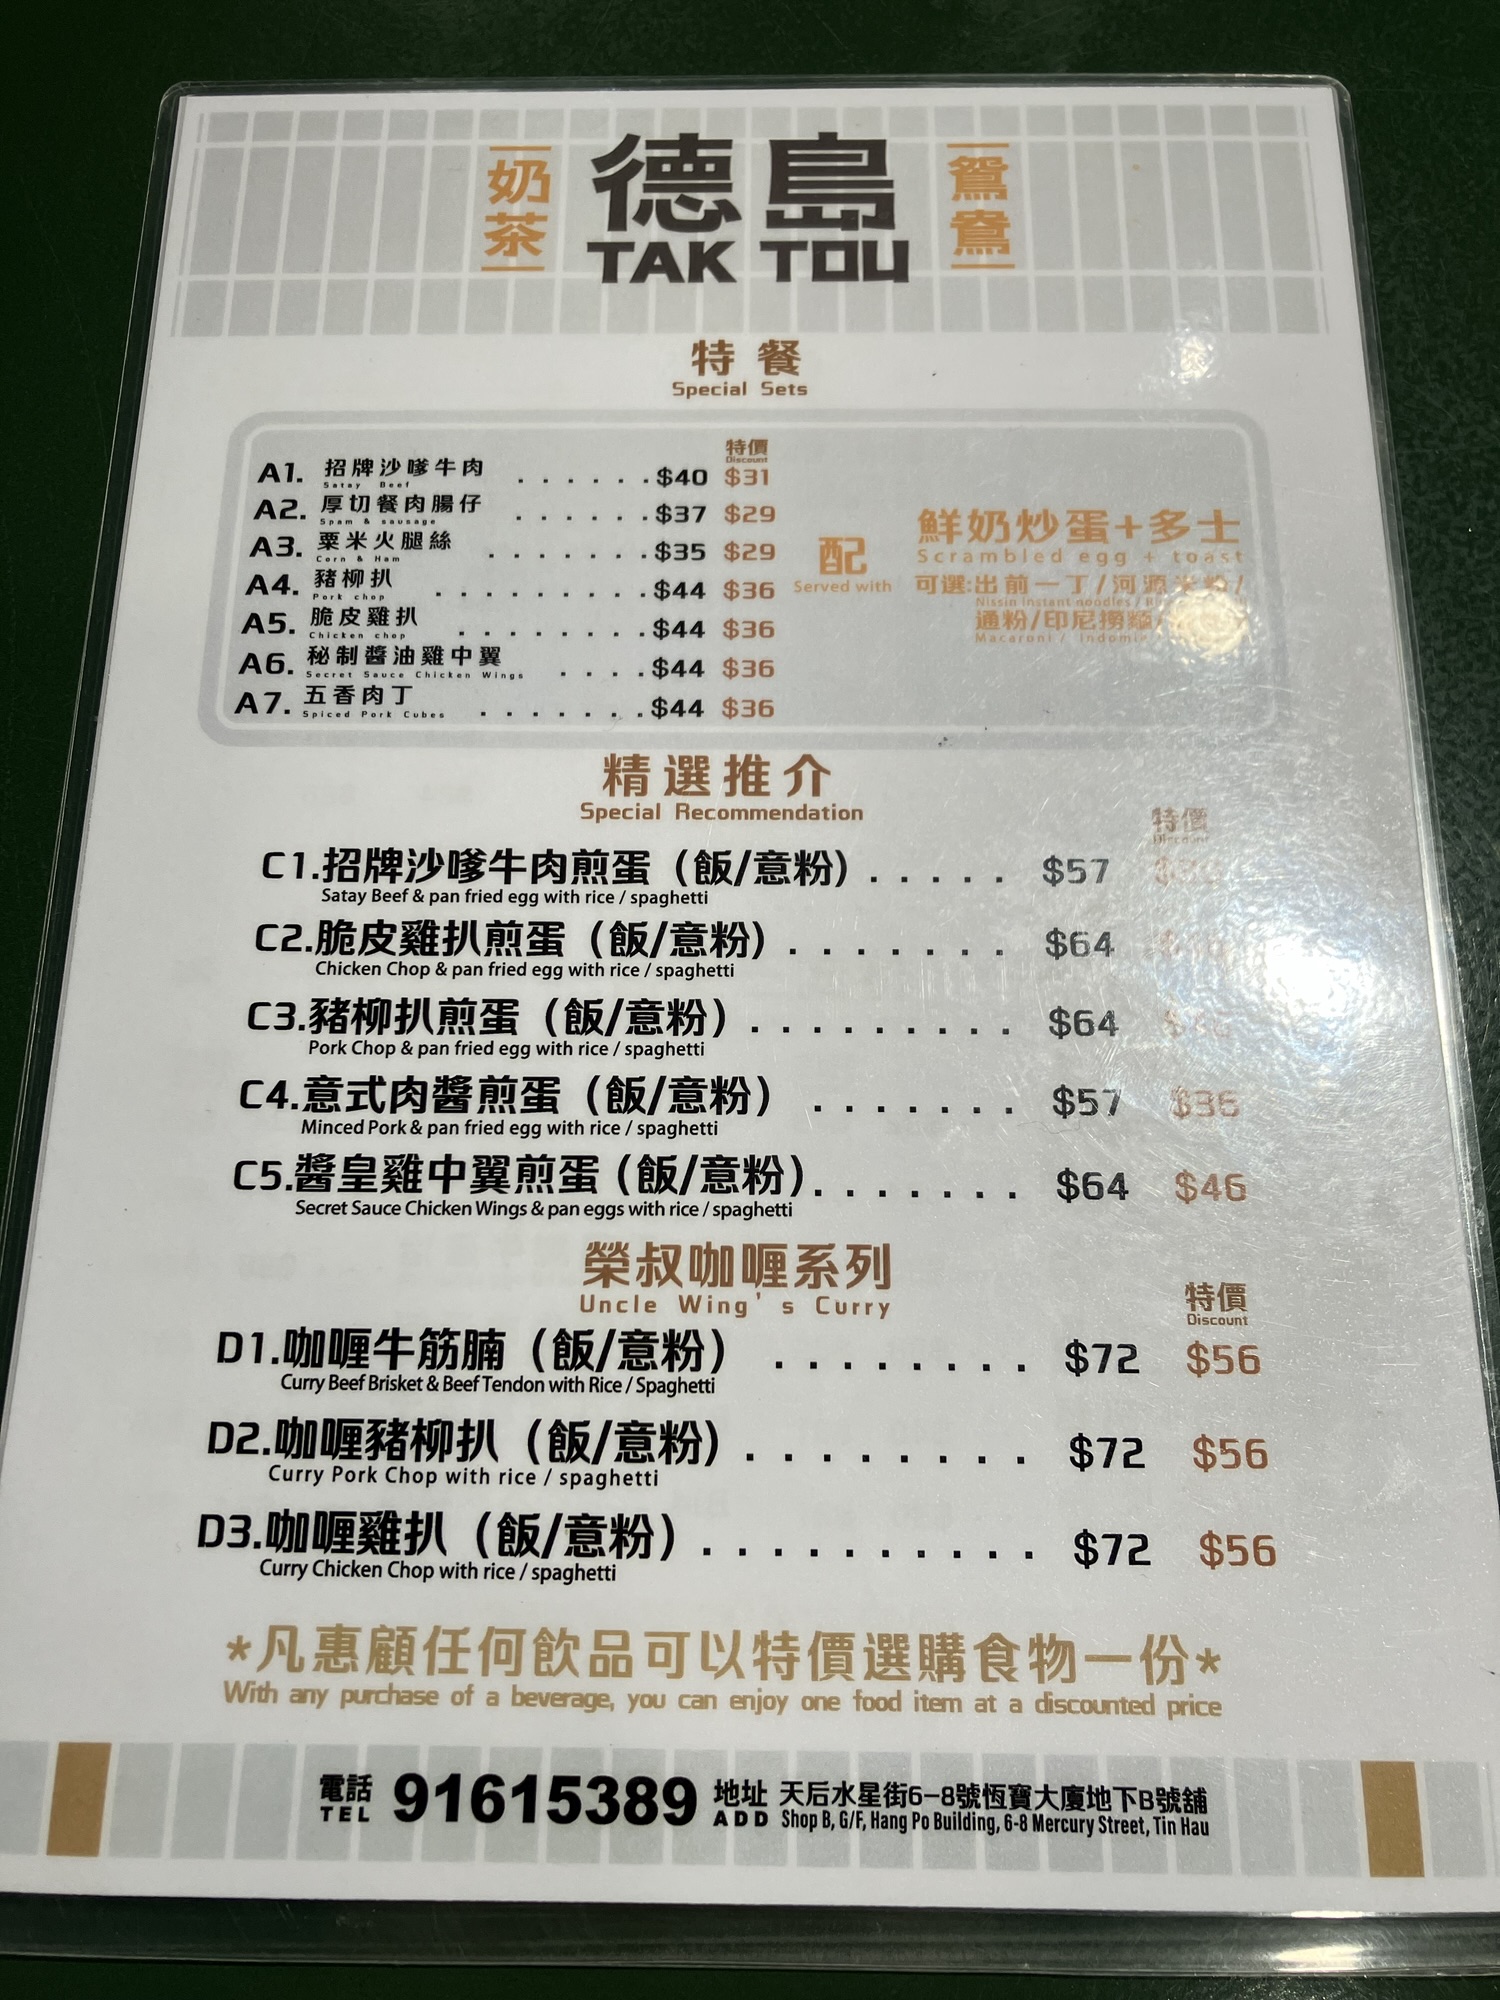 奶茶
德島
鴛鴦
TAK TOU
特餐
Special Sets
特價
Discount
A1. 招牌沙嗲牛肉 . . . . . . $40 $31
Satay Beef
A2. 厚切餐肉腸仔 . . . . . . $37 $29
Spam & sausage
A3. 粟米火腿絲 . . . . . . . $35 $29
Corn & Ham
A4. 豬柳扒 . . . . . . . . . $44 $36
Pork chop
A5. 脆皮雞扒 . . . . . . . . $44 $36
Chicken chop
A6. 秘制醬油雞中翼 . . . . $44 $36
Secret Sauce Chicken Wings
A7. 五香肉丁 . . . . . . . $44 $36
Spiced Pork Cubes
配
Served with
鮮奶炒蛋+多士
Scrambled egg + toast
可選:出前一丁/河源米粉/
Nissin instant noodles /
通粉/印尼撈麵
Macaroni / Indomie
精選推介
Special Recommendation
特價
Discount
C1.招牌沙嗲牛肉煎蛋（飯/意粉）. . . . . $57
Satay Beef & pan fried egg with rice / spaghetti
C2.脆皮雞扒煎蛋（飯/意粉）. . . . . . . $64
Chicken Chop & pan fried egg with rice / spaghetti
C3.豬柳扒煎蛋（飯/意粉）. . . . . . . . . $64
Pork Chop & pan fried egg with rice / spaghetti
C4.意式肉醬煎蛋（飯/意粉） . . . . . . . $57 $36
Minced Pork & pan fried egg with rice / spaghetti
C5.醬皇雞中翼煎蛋（飯/意粉）. . . . . . . $64 $46
Secret Sauce Chicken Wings & pan eggs with rice / spaghetti
榮叔咖喱系列
Uncle Wing's Curry
特價
Discount
D1.咖喱牛筋腩（飯/意粉） . . . . . . . . $72 $56
Curry Beef Brisket & Beef Tendon with Rice / Spaghetti
D2.咖喱豬柳扒（飯/意粉）. . . . . . . . . $72 $56
Curry Pork Chop with rice / spaghetti
D3.咖喱雞扒（飯/意粉）. . . . . . . . . . . $72 $56
Curry Chicken Chop with rice / spaghetti
*凡惠顧任何飲品可以特價選購食物一份*
With any purchase of a beverage, you can enjoy one food item at a discounted price
電話 91615389 地址 天后水星街6-8號恆寶大廈地下B號舖
TEL ADD Shop B, G/F, Hang Po Building, 6-8 Mercury Street, Tin Hau